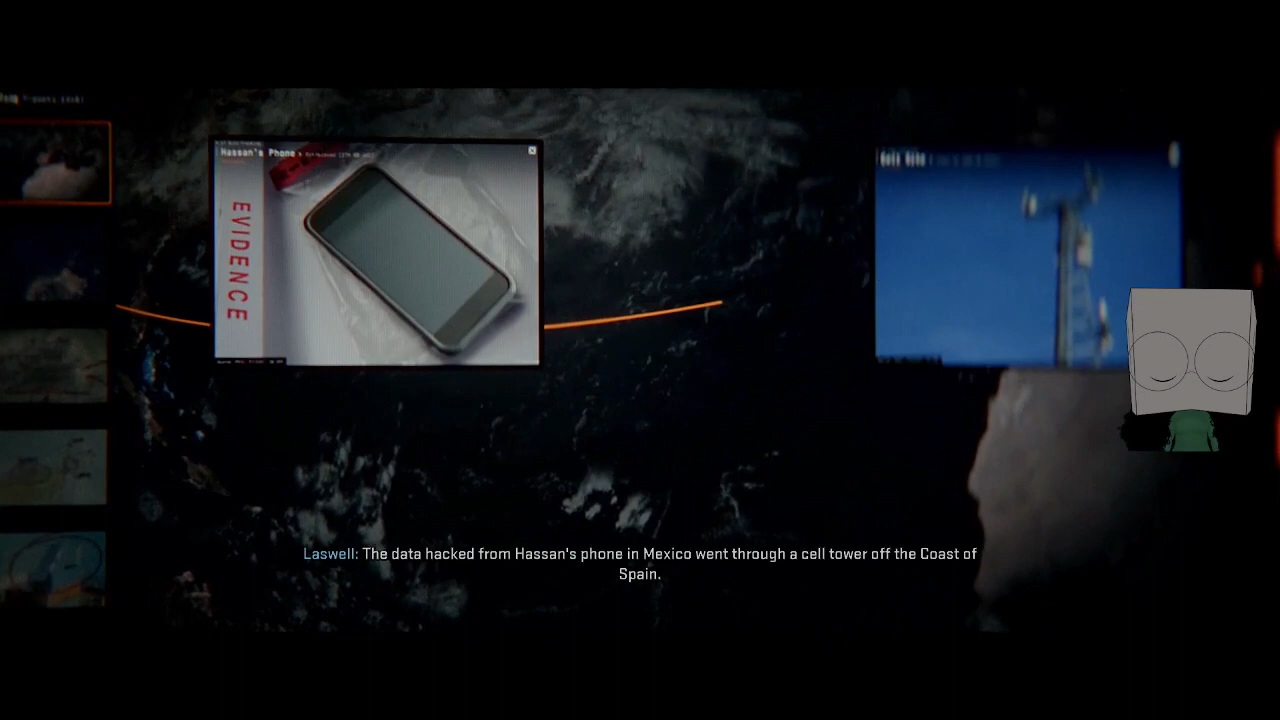 Hassan's Phone
EVIDENCE
Laswell: The data hacked from Hassan's phone in Mexico went through a cell tower off the Coast of
Spain.